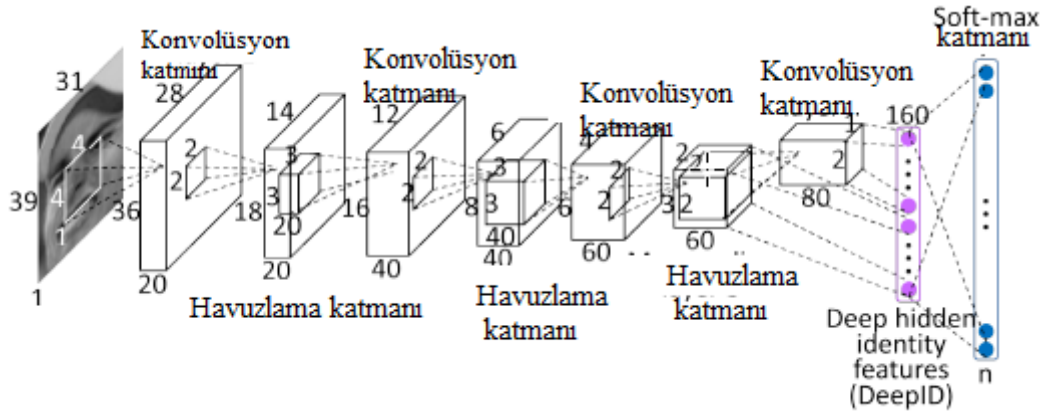 Soft-max
katmanı
Konvolüsyon
katmını
Konvolüsyon
katmanı
Konvolüsyon
katmanı
Konvolüsyon
katmanı
31
4
4
39
1
1
28
2
2
36
20
14
3
3
20
18
20
12
2
2
16
40
6
3
3
40
8
40
4
2
2
6
60
2
2
2
3
60
1
2
80
160
Havuzlama katmanı
Havuzlama
katmanı
Havuzlama
katmanı
Deep hidden
identity
features
(DeepID)
n